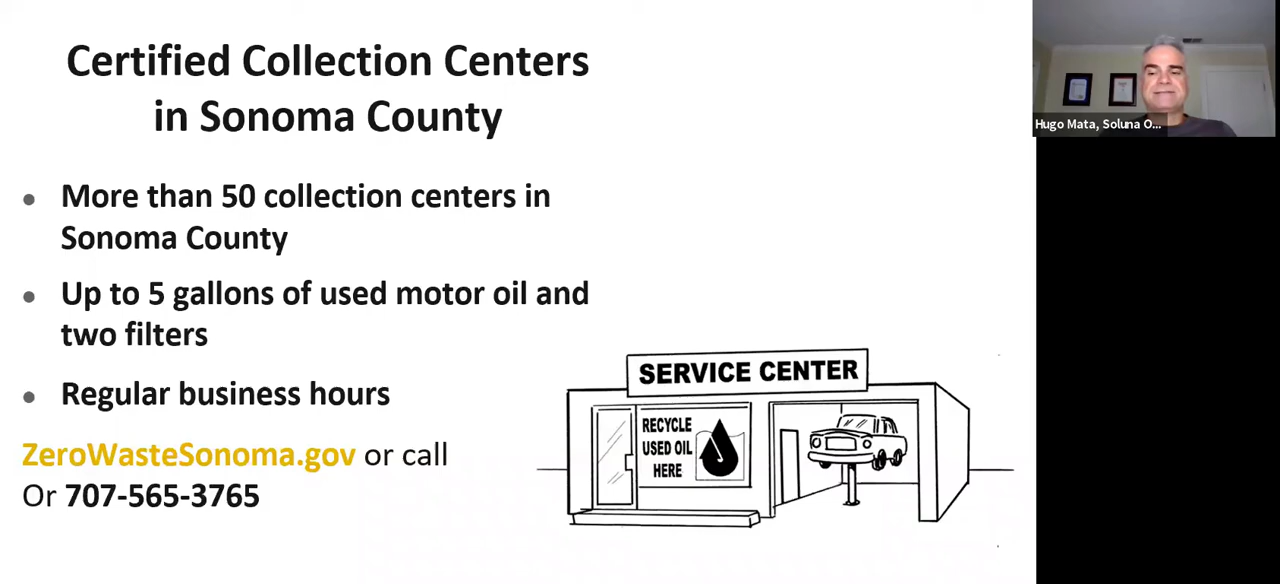 Certified Collection Centers
in Sonoma County
• More than 50 collection centers in
Sonoma County
• Up to 5 gallons of used motor oil and
two filters
• Regular business hours
ZeroWasteSonoma.gov or call
Or 707-565-3765
SERVICE CENTER
RECYCLE
USED OIL
HERE
Hugo Mata, Soluna O...